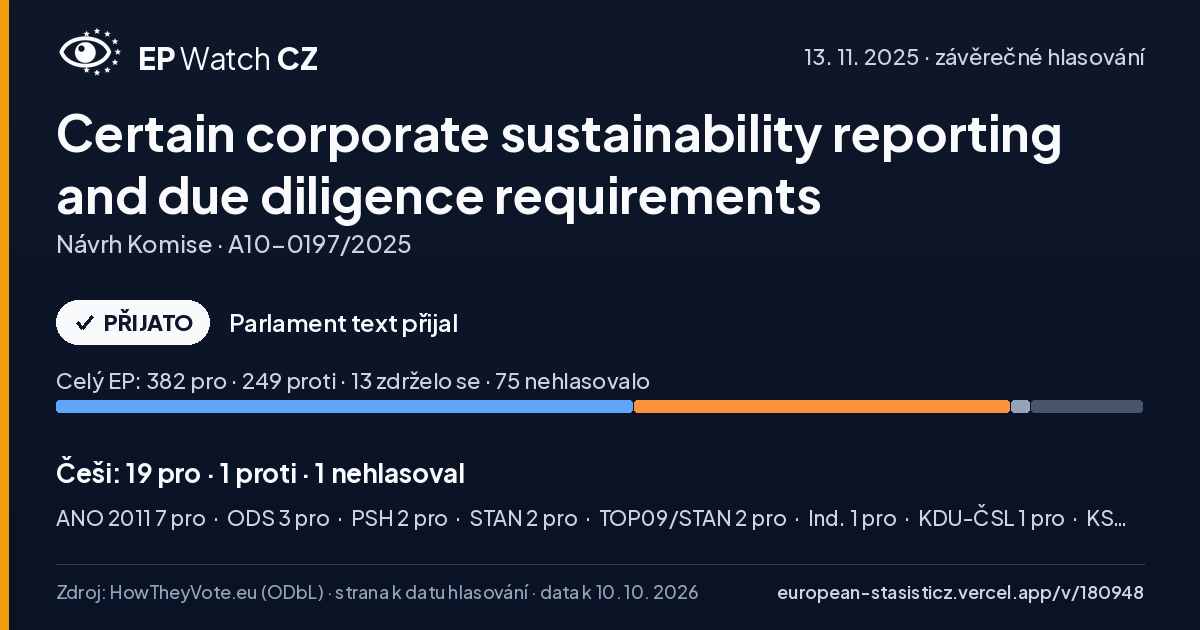 EP Watch CZ
13. 11. 2025 · závěrečné hlasování
Certain corporate sustainability reporting
and due diligence requirements
Návrh Komise · A10-0197/2025
✓ PŘIJATO Parlament text přijal
Celý EP: 382 pro · 249 proti · 13 zdrželo se · 75 nehlasovalo
Češi: 19 pro · 1 proti · 1 nehlasoval
ANO 2011 7 pro · ODS 3 pro · PSH 2 pro · STAN 2 pro · TOP09/STAN 2 pro · Ind. 1 pro · KDU-ČSL 1 pro · KS…
Zdroj: HowTheyVote.eu (ODbL) · strana k datu hlasování · data k 10. 10. 2026
european-stasisticz.vercel.app/v/180948